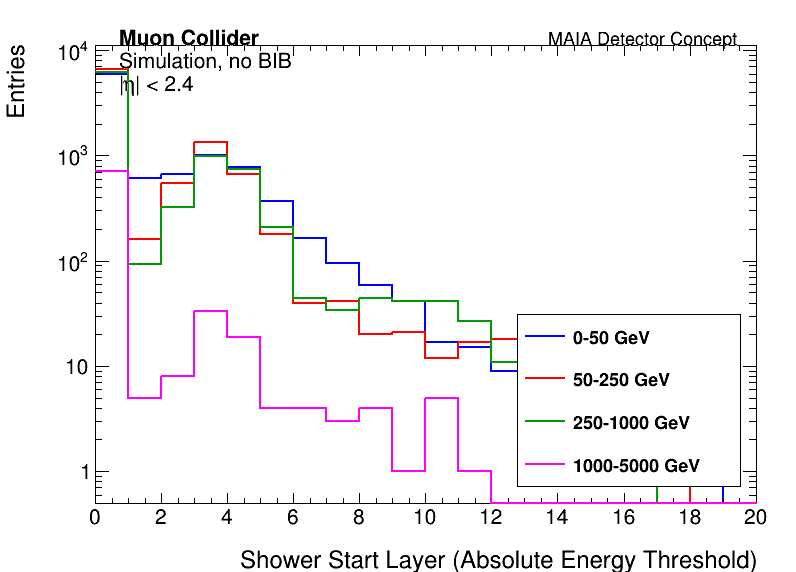 Muon Collider
MAIA Detector Concept
Simulation, no BIB
|η| < 2.4
Entries
10⁴
10³
10²
10
1
0-50 GeV
50-250 GeV
250-1000 GeV
1000-5000 GeV
0 2 4 6 8 10 12 14 16 18 20
Shower Start Layer (Absolute Energy Threshold)